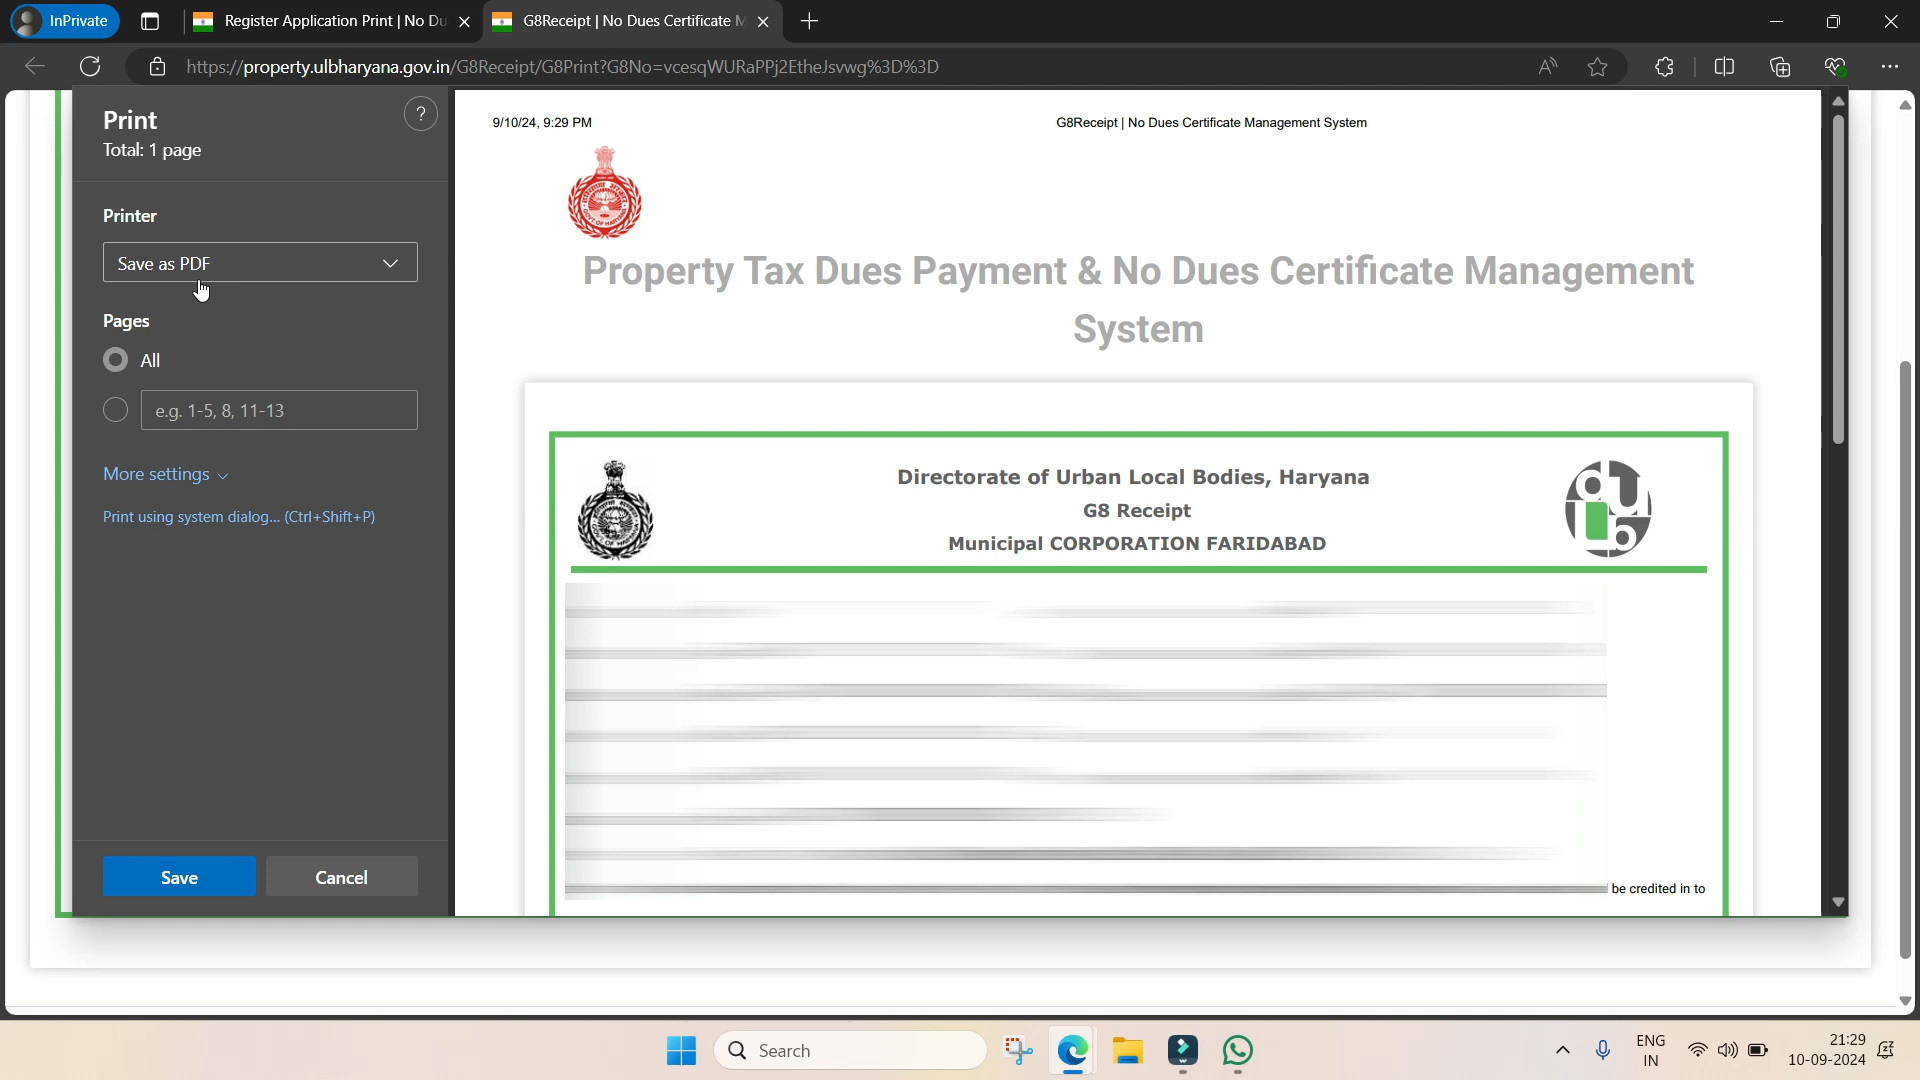 InPrivate
Register Application Print | No Du
G8Receipt | No Dues Certificate M
https://property.ulbharyana.gov.in/G8Receipt/G8Print?G8No=vcesqWURaPPj2EtheJsvwg%3D%3D
Print
Total: 1 page
?
Printer
Save as PDF
Pages
All
e.g. 1-5, 8, 11-13
More settings
Print using system dialog... (Ctrl+Shift+P)
Save
Cancel
9/10/24, 9:29 PM
G8Receipt | No Dues Certificate Management System
Property Tax Dues Payment & No Dues Certificate Management
System
Directorate of Urban Local Bodies, Haryana
G8 Receipt
Municipal CORPORATION FARIDABAD
be credited in to
Search
ENG
IN
21:29
10-09-2024